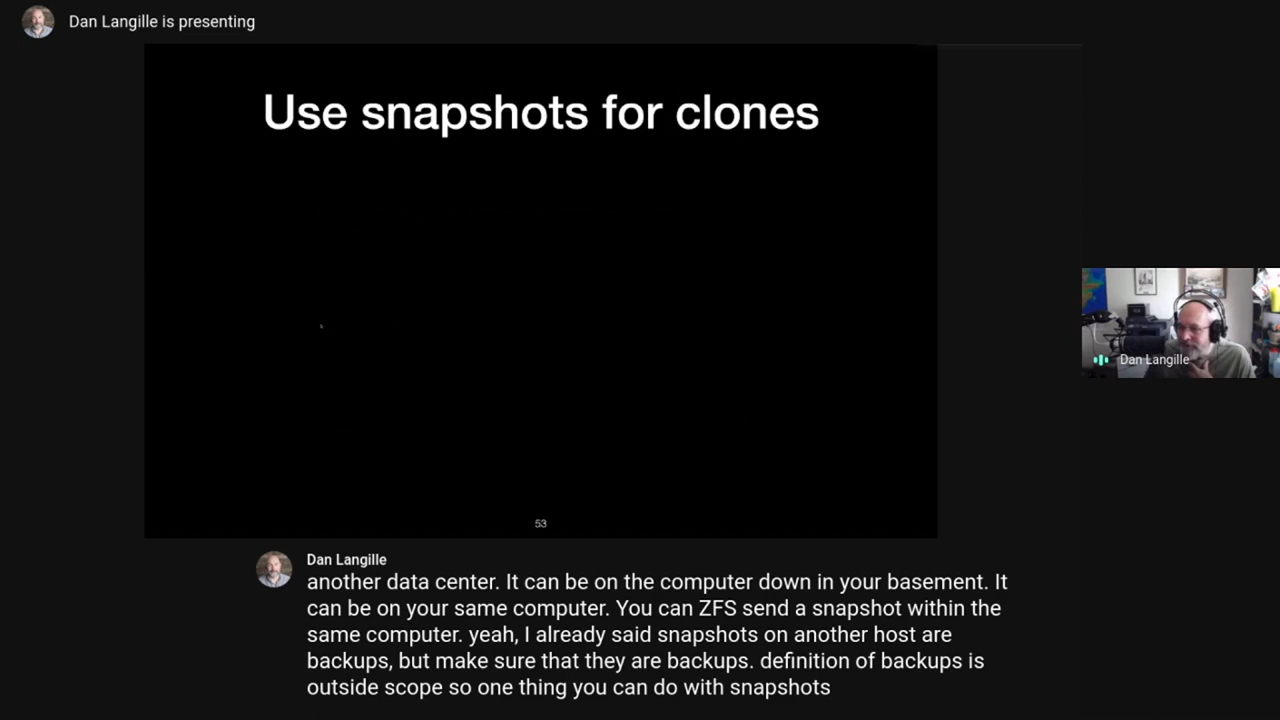 Dan Langille is presenting
Use snapshots for clones
53
Dan Langille
Dan Langille
another data center. It can be on the computer down in your basement. It
can be on your same computer. You can ZFS send a snapshot within the
same computer. yeah, I already said snapshots on another host are
backups, but make sure that they are backups. definition of backups is
outside scope so one thing you can do with snapshots